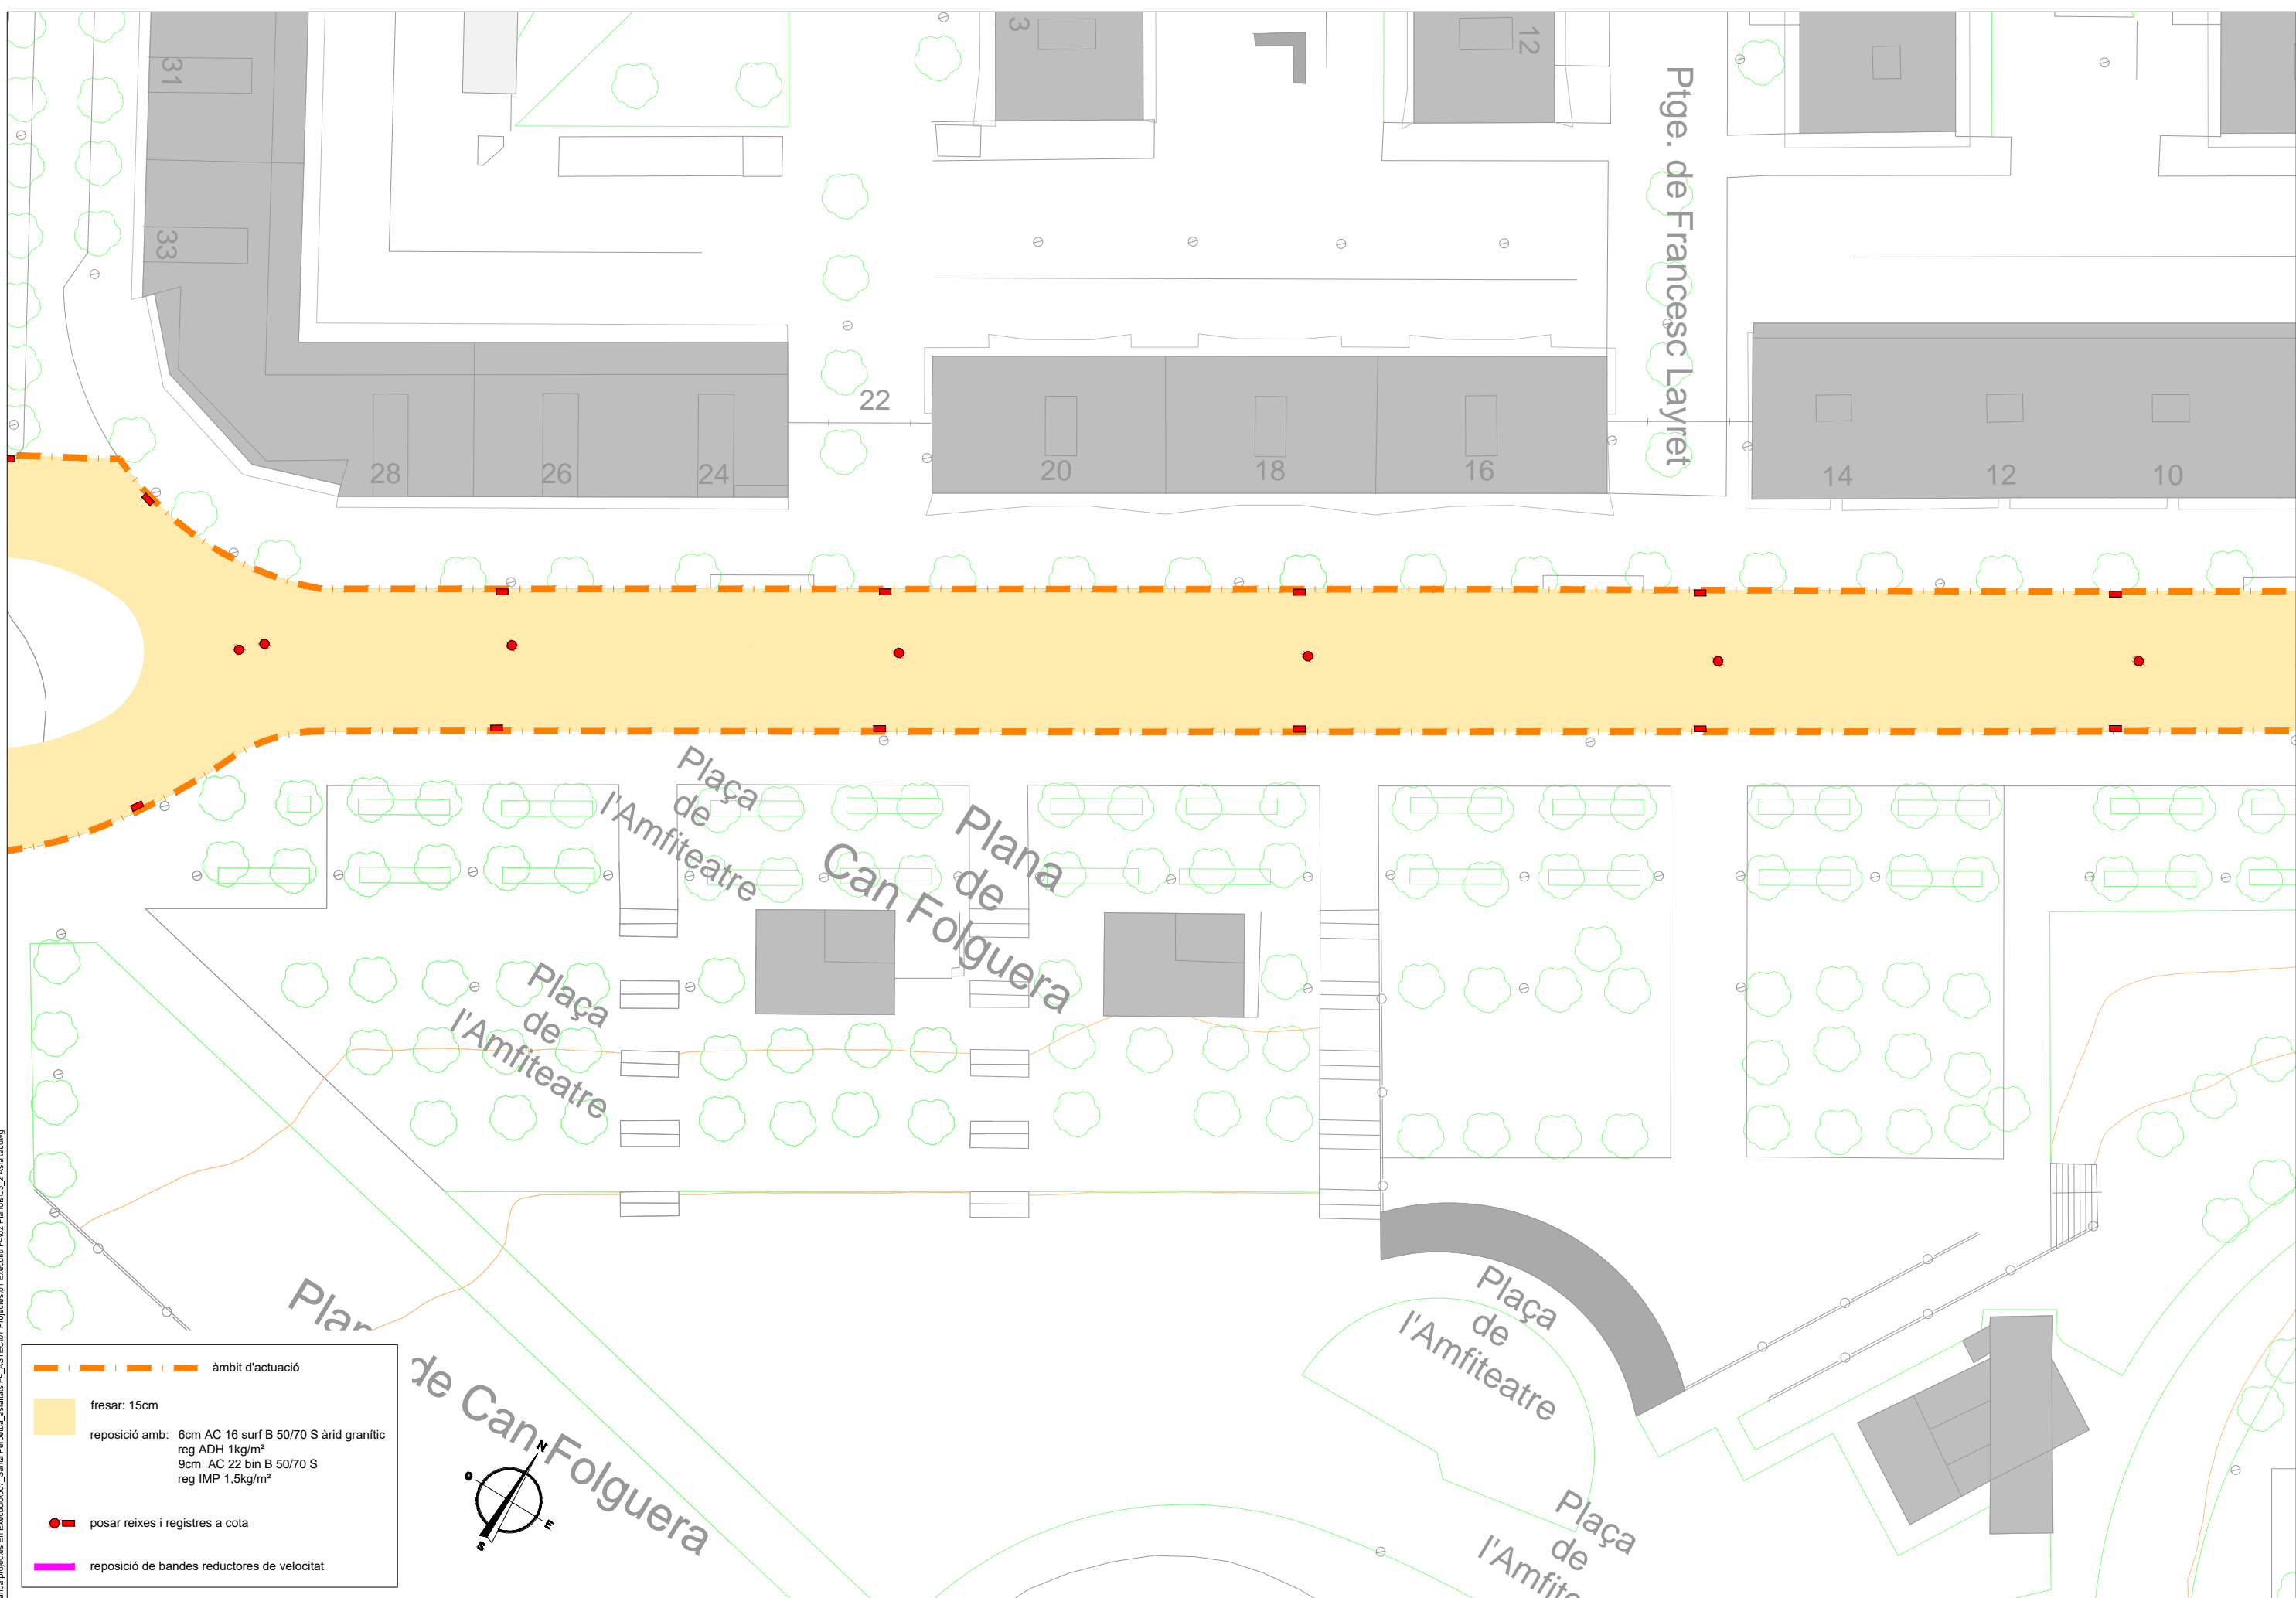 31
3
12
Ptge. de Francesc Layret
33
22
28
26
24
20
18
16
14
12
10
Plaça
de
l'Amfiteatre
Plana
de
Can Folguera
Plaça
de
l'Amfiteatre
Plaça
de
l'Amfiteatre
de Can Folguera
Plaça
de
N
O
E
S
àmbit d'actuació
fresar: 15cm
reposició amb: 6cm AC 16 surf B 50/70 S àrid granític
reg ADH 1kg/m²
9cm AC 22 bin B 50/70 S
reg IMP 1,5kg/m²
posar reixes i registres a cota
reposició de bandes reductores de velocitat